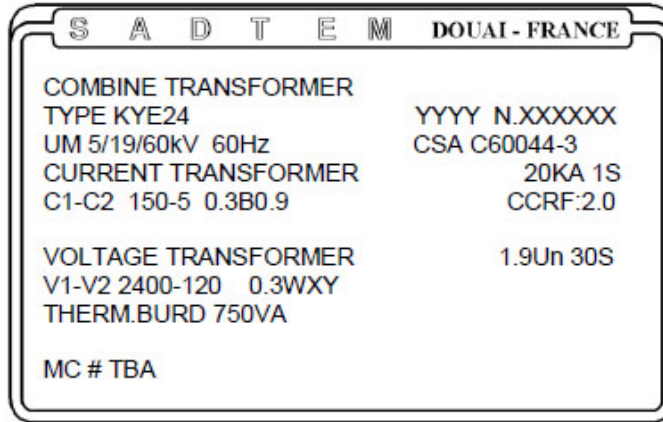 SADTEM DOUAI - FRANCE
COMBINE TRANSFORMER
TYPE KYE24 YYYY N.XXXXXX
UM 5/19/60kV 60Hz CSA C60044-3
CURRENT TRANSFORMER 20KA 1S
C1-C2 150-5 0.3B0.9 CCRF:2.0
VOLTAGE TRANSFORMER 1.9Un 30S
V1-V2 2400-120 0.3WXY
THERM.BURD 750VA
MC # TBA